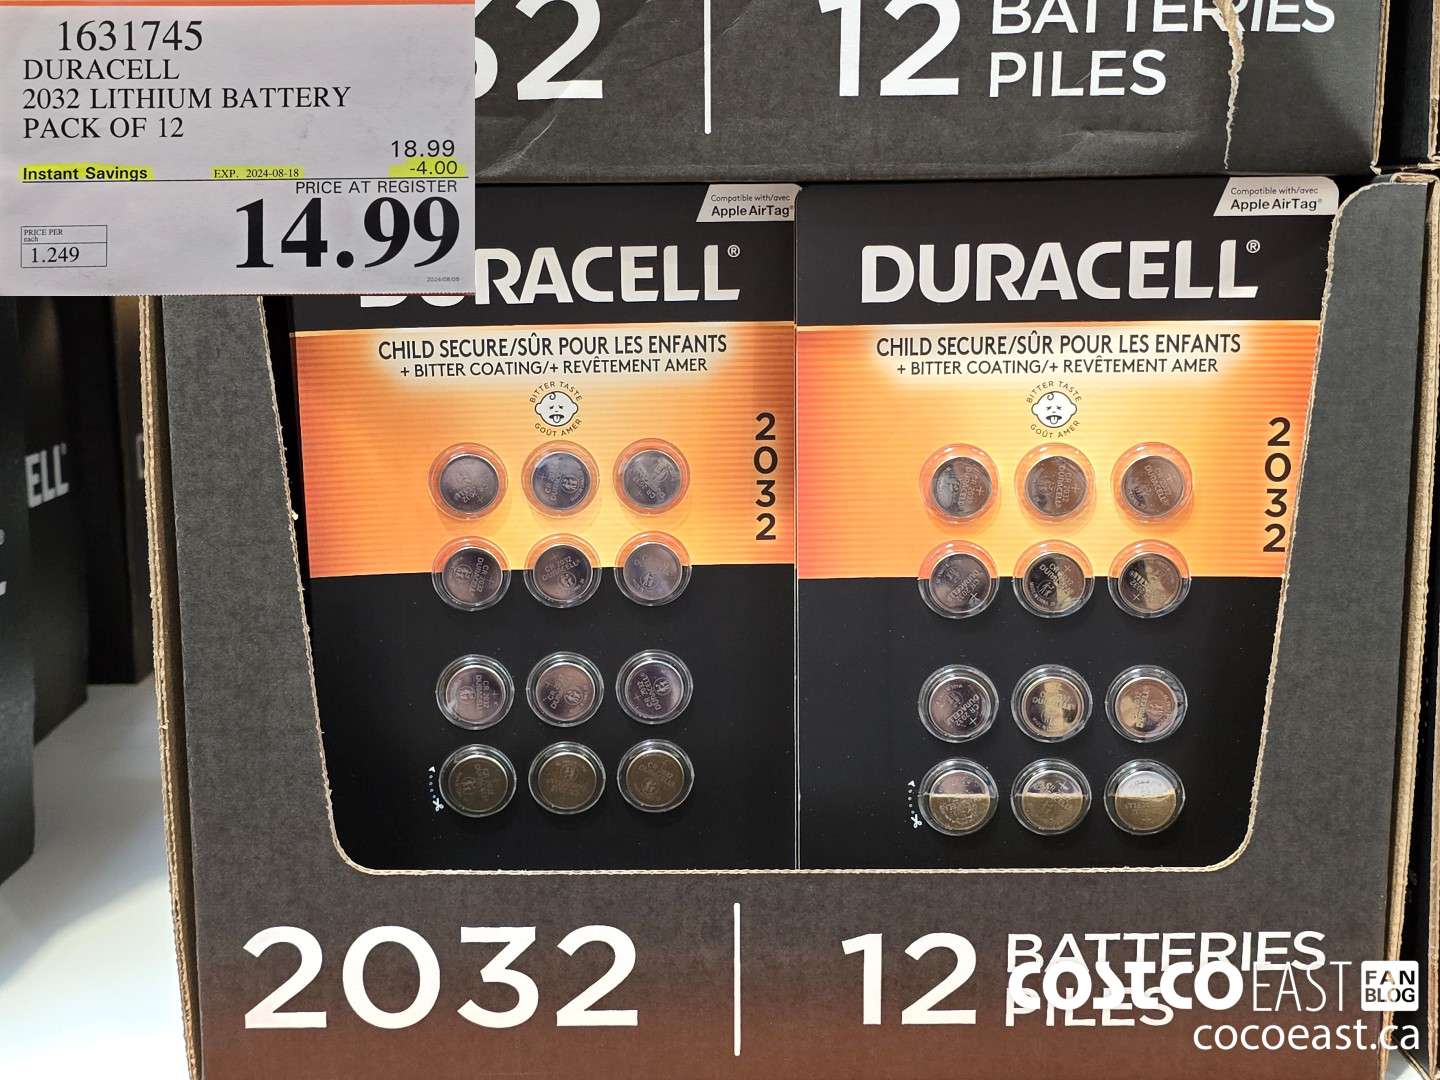 1631745
DURACELL
2032 LITHIUM BATTERY
PACK OF 12
18.99
Instant Savings EXP. 2024-08-18 -4.00
PRICE AT REGISTER
14.99
PRICE PER
each
1.249
2024/08/09
32
12 BATTERIES
PILES
Compatible with/avec
Apple AirTag®
DURACELL®
CHILD SECURE/SÛR POUR LES ENFANTS
+ BITTER COATING/+ REVÊTEMENT AMER
BITTER TASTE
GOÛT AMER
2032
Compatible with/avec
Apple AirTag®
DURACELL®
CHILD SECURE/SÛR POUR LES ENFANTS
+ BITTER COATING/+ REVÊTEMENT AMER
BITTER TASTE
GOÛT AMER
2032
ELL®
2032
12 BATTERIES
PILES
COSTCO EAST FAN BLOG
cocoeast.ca